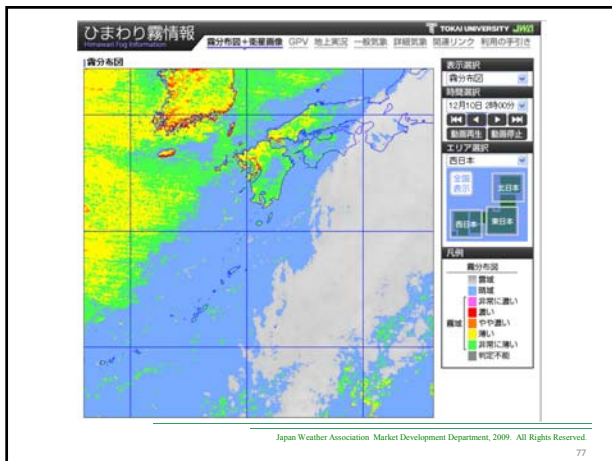 ひまわり霧情報
Himawari Fog Information
TOKAI UNIVERSITY JWA
霧分布図+衛星画像 GPV 地上実況 一般気象 詳細気象 関連リンク 利用の手引き
霧分布図
表示選択
霧分布図
時間選択
12月10日 2時00分
動画再生 動画停止
エリア選択
西日本
全国
表示
北日本
西日本 東日本
凡例
霧分布図
雲域
晴域
非常に濃い
濃い
霧域 やや濃い
薄い
非常に薄い
判定不能
Japan Weather Association Market Development Department, 2009. All Rights Reserved.
77